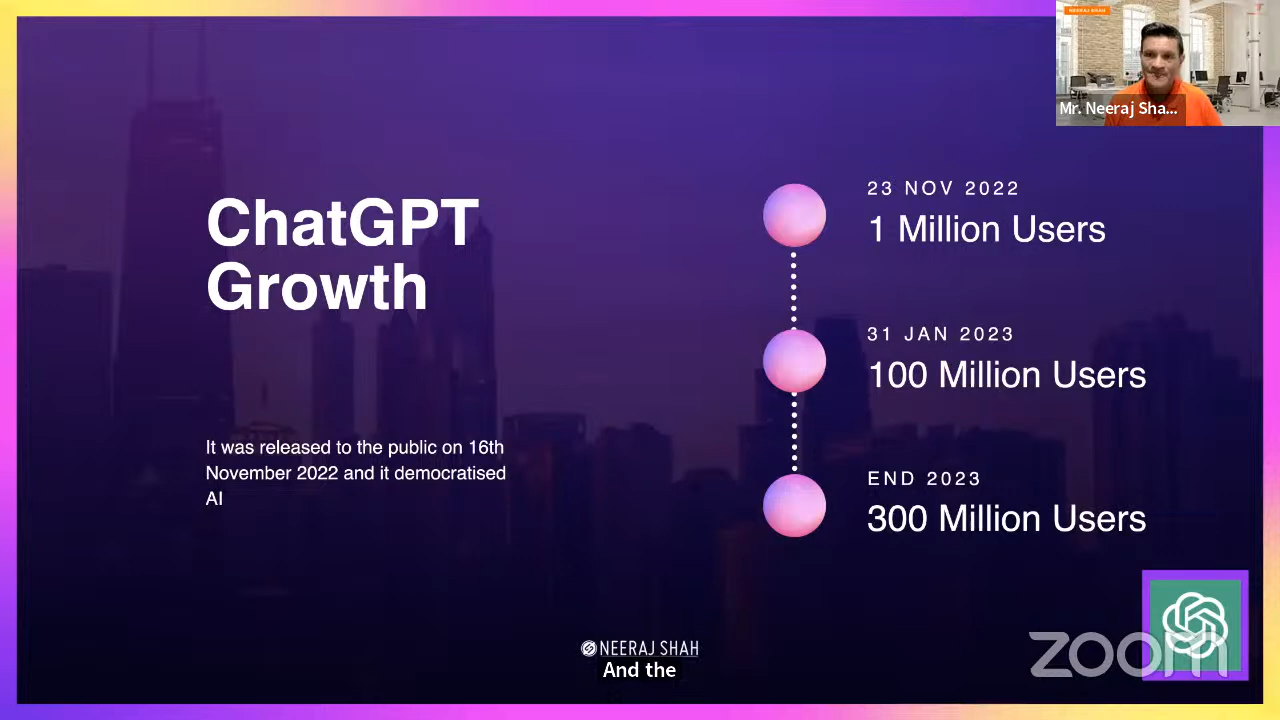 NEERAJ SHAH
Mr. Neeraj Sha...
ChatGPT
Growth
It was released to the public on 16th
November 2022 and it democratised
AI
23 NOV 2022
1 Million Users
31 JAN 2023
100 Million Users
END 2023
300 Million Users
NEERAJ SHAH
And the
zoom